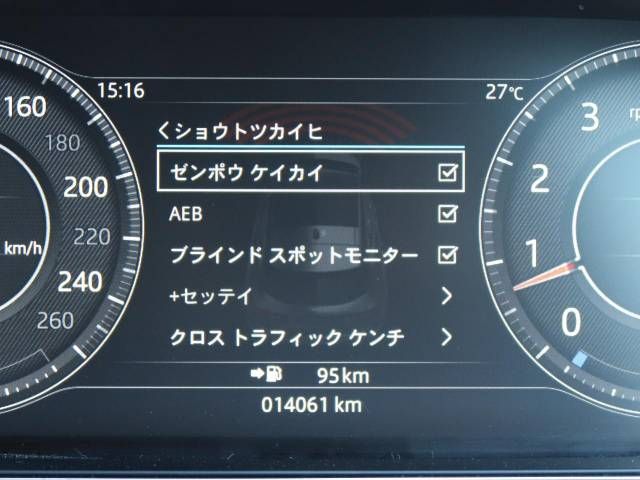 15:16
27℃
くショウトツカイヒ
ゼンポウ ケイカイ
AEB
ブラインド スポットモニター
+セッテイ
クロス トラフィック ケンチ
95km
014061 km
160
180
200
220
km/h
240
260
3
rp
2
1
0